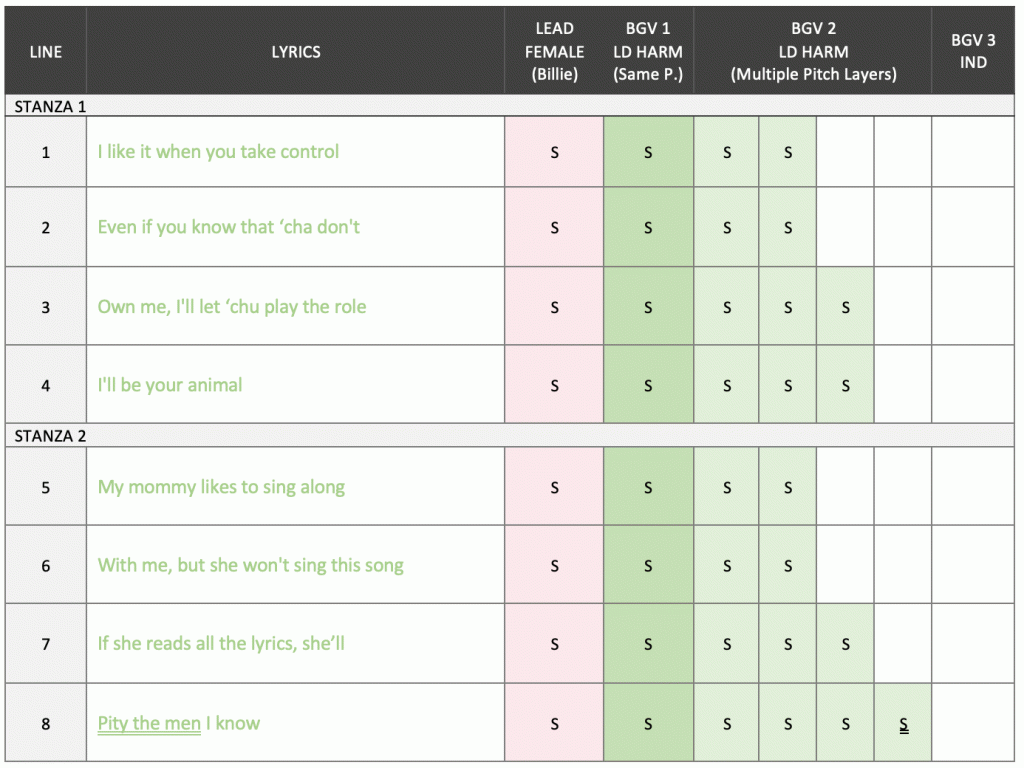 LINE LYRICS LEAD FEMALE (Billie) BGV 1 LD HARM (Same P.) BGV 2 LD HARM (Multiple Pitch Layers) BGV 3 IND
STANZA 1
1 I like it when you take control S S S S
2 Even if you know that ‘cha don't S S S S
3 Own me, I'll let ‘chu play the role S S S S S
4 I'll be your animal S S S S S
STANZA 2
5 My mommy likes to sing along S S S S
6 With me, but she won't sing this song S S S S
7 If she reads all the lyrics, she’ll S S S S S
8 Pity the men I know S S S S S S